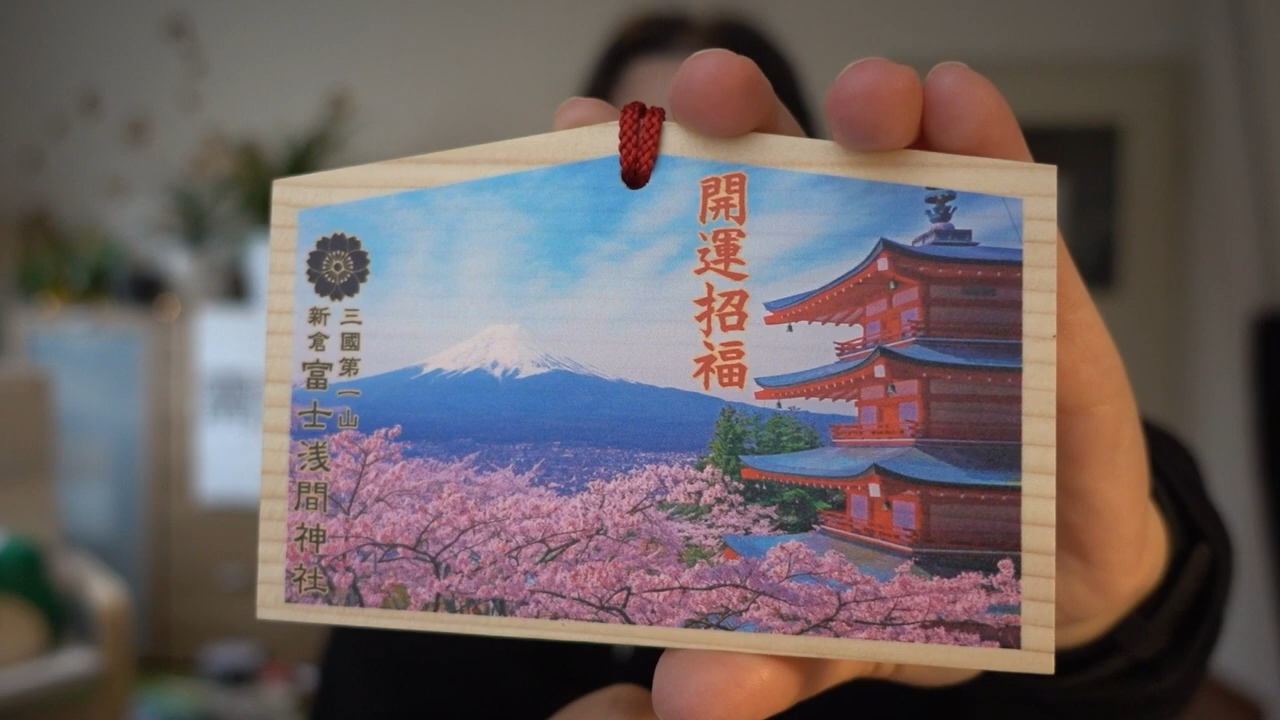 開運招福
三國第一山
新倉富士浅間神社